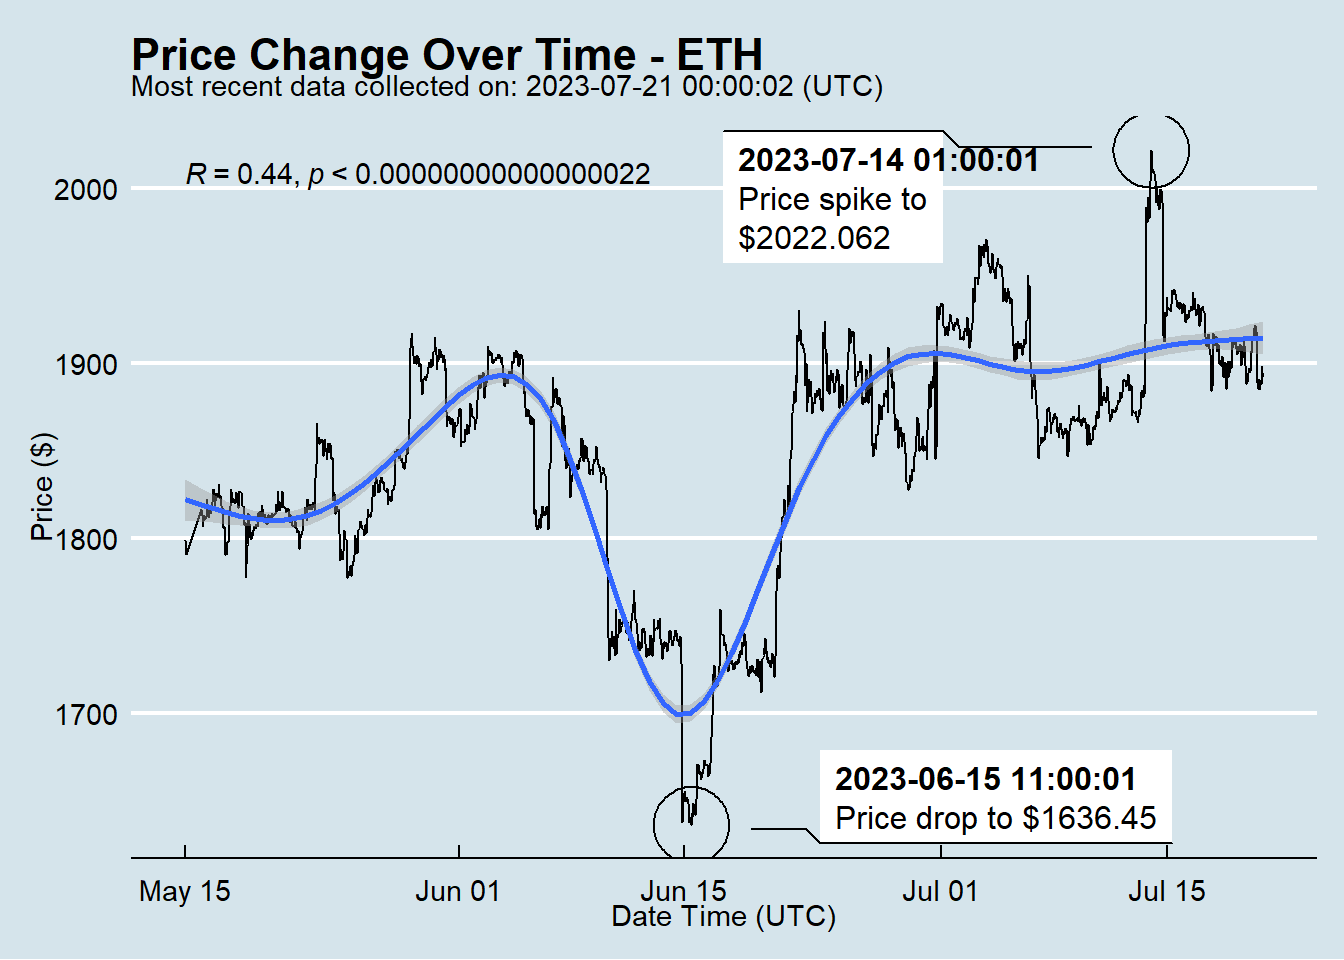 Price Change Over Time - ETH
Most recent data collected on: 2023-07-21 00:00:02 (UTC)
R = 0.44, p < 0.00000000000000022
2023-07-14 01:00:01
Price spike to
$2022.062
2000
1900
1800
1700
Price ($)
2023-06-15 11:00:01
Price drop to $1636.45
May 15
Jun 01
Jun 15
Jul 01
Jul 15
Date Time (UTC)